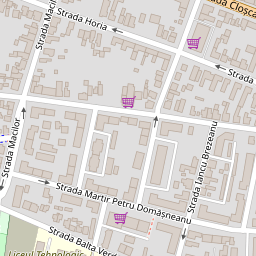 Strada Cloșca
Strada Horia
Strada Macilor
Strada
Strada Macilor
Strada Iancu Brezeanu
Strada Martir Petru Domășneanu
Strada Balta Verde
Liceul Tehnologic